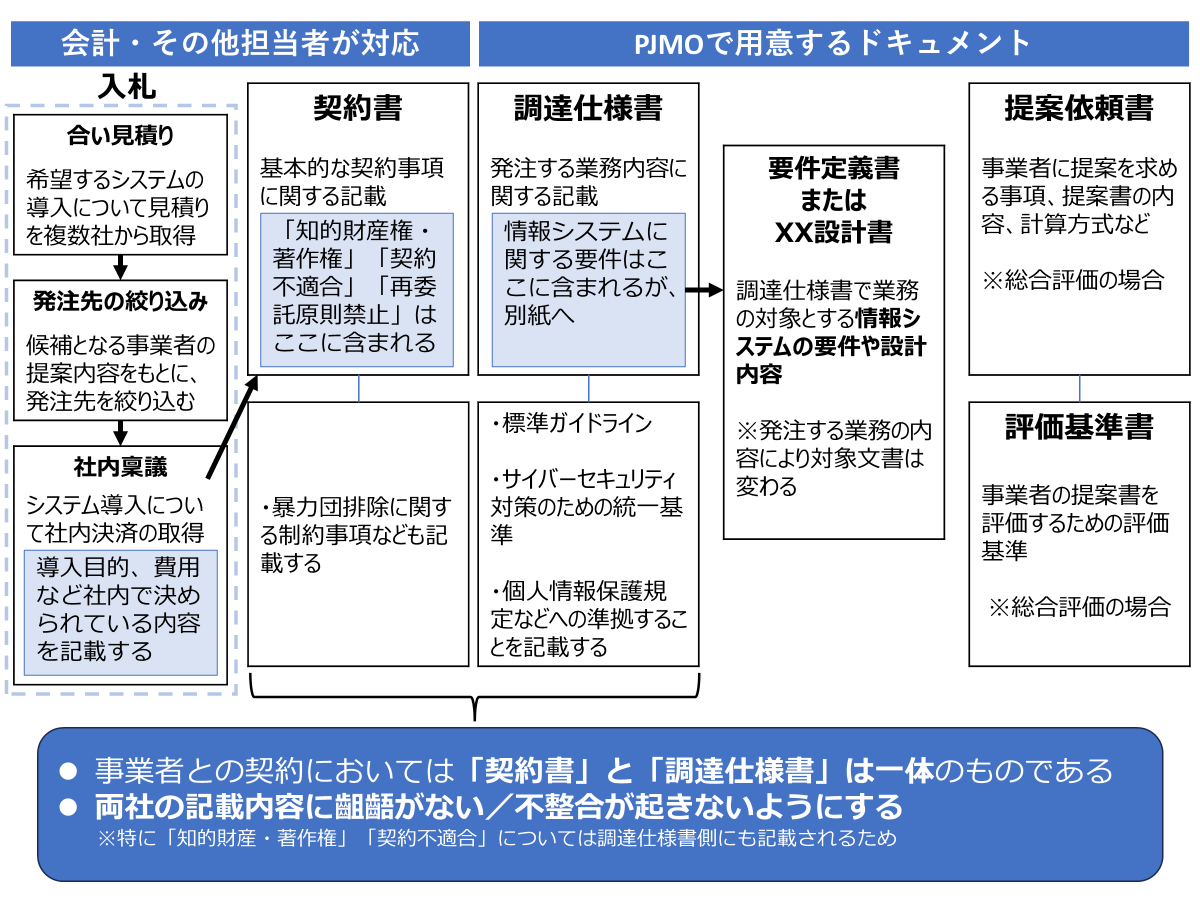 会計・その他担当者が対応
PJMOで用意するドキュメント
入札
合い見積り
希望するシステムの
導入について見積り
を複数社から取得
発注先の絞り込み
候補となる事業者の
提案内容をもとに、
発注先を絞り込む
社内稟議
システム導入につい
て社内決済の取得
導入目的、費用
など社内で決め
られている内容
を記載する
契約書
基本的な契約事項
に関する記載
「知的財産権・
著作権」「契約
不適合」「再委
託原則禁止」は
ここに含まれる
・暴力団排除に関す
る制約事項なども記
載する
調達仕様書
発注する業務内容に
関する記載
情報システムに
関する要件はこ
こに含まれるが、
別紙へ
・標準ガイドライン
・サイバーセキュリティ
対策のための統一基
準
・個人情報保護規
定などへの準拠するこ
とを記載する
要件定義書
または
XX設計書
調達仕様書で業務
の対象とする情報シ
ステムの要件や設計
内容
※発注する業務の内
容により対象文書は
変わる
提案依頼書
事業者に提案を求め
る事項、提案書の内
容、計算方式など
※総合評価の場合
評価基準書
事業者の提案書を
評価するための評価
基準
※総合評価の場合
● 事業者との契約においては「契約書」と「調達仕様書」は一体のものである
● 両社の記載内容に齟齬がない／不整合が起きないようにする
※特に「知的財産・著作権」「契約不適合」については調達仕様書側にも記載されるため